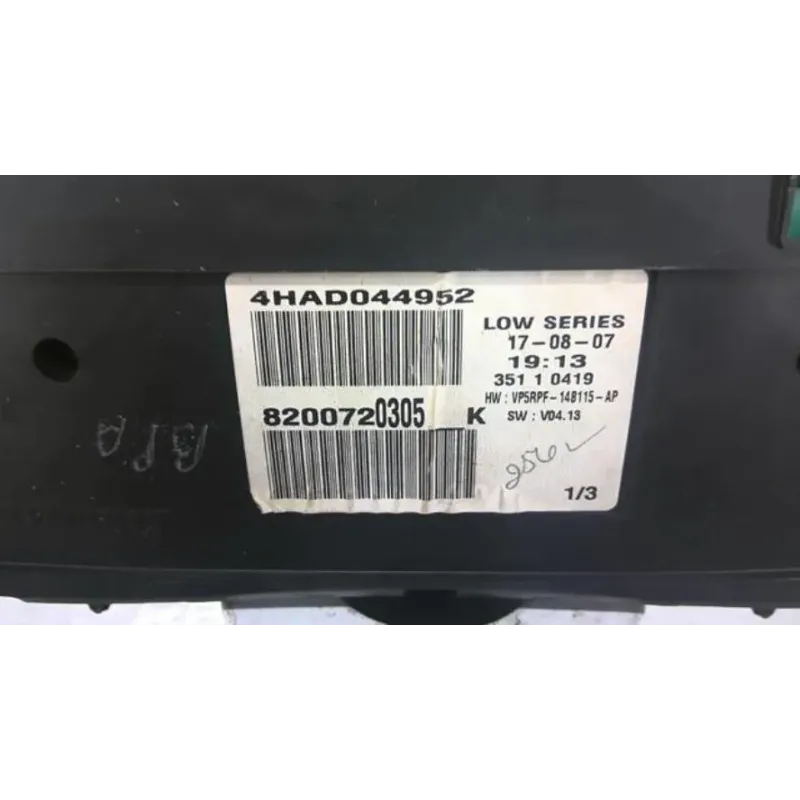 4HAD044952
8200720305 K
LOW SERIES
17-08-07
19:13
351 1 0419
HW : VP5RPF-14B115-AP
SW : V04.13
1/3